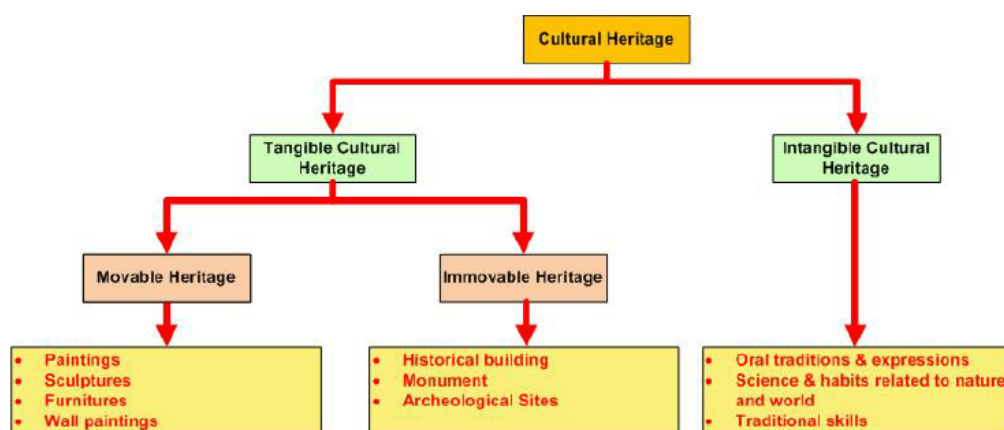 Cultural Heritage
Tangible Cultural
Heritage
Intangible Cultural
Heritage
Movable Heritage
Immovable Heritage
• Paintings
• Sculptures
• Furnitures
• Wall paintings
• Historical building
• Monument
• Archeological Sites
• Oral traditions & expressions
• Science & habits related to nature
and world
• Traditional skills